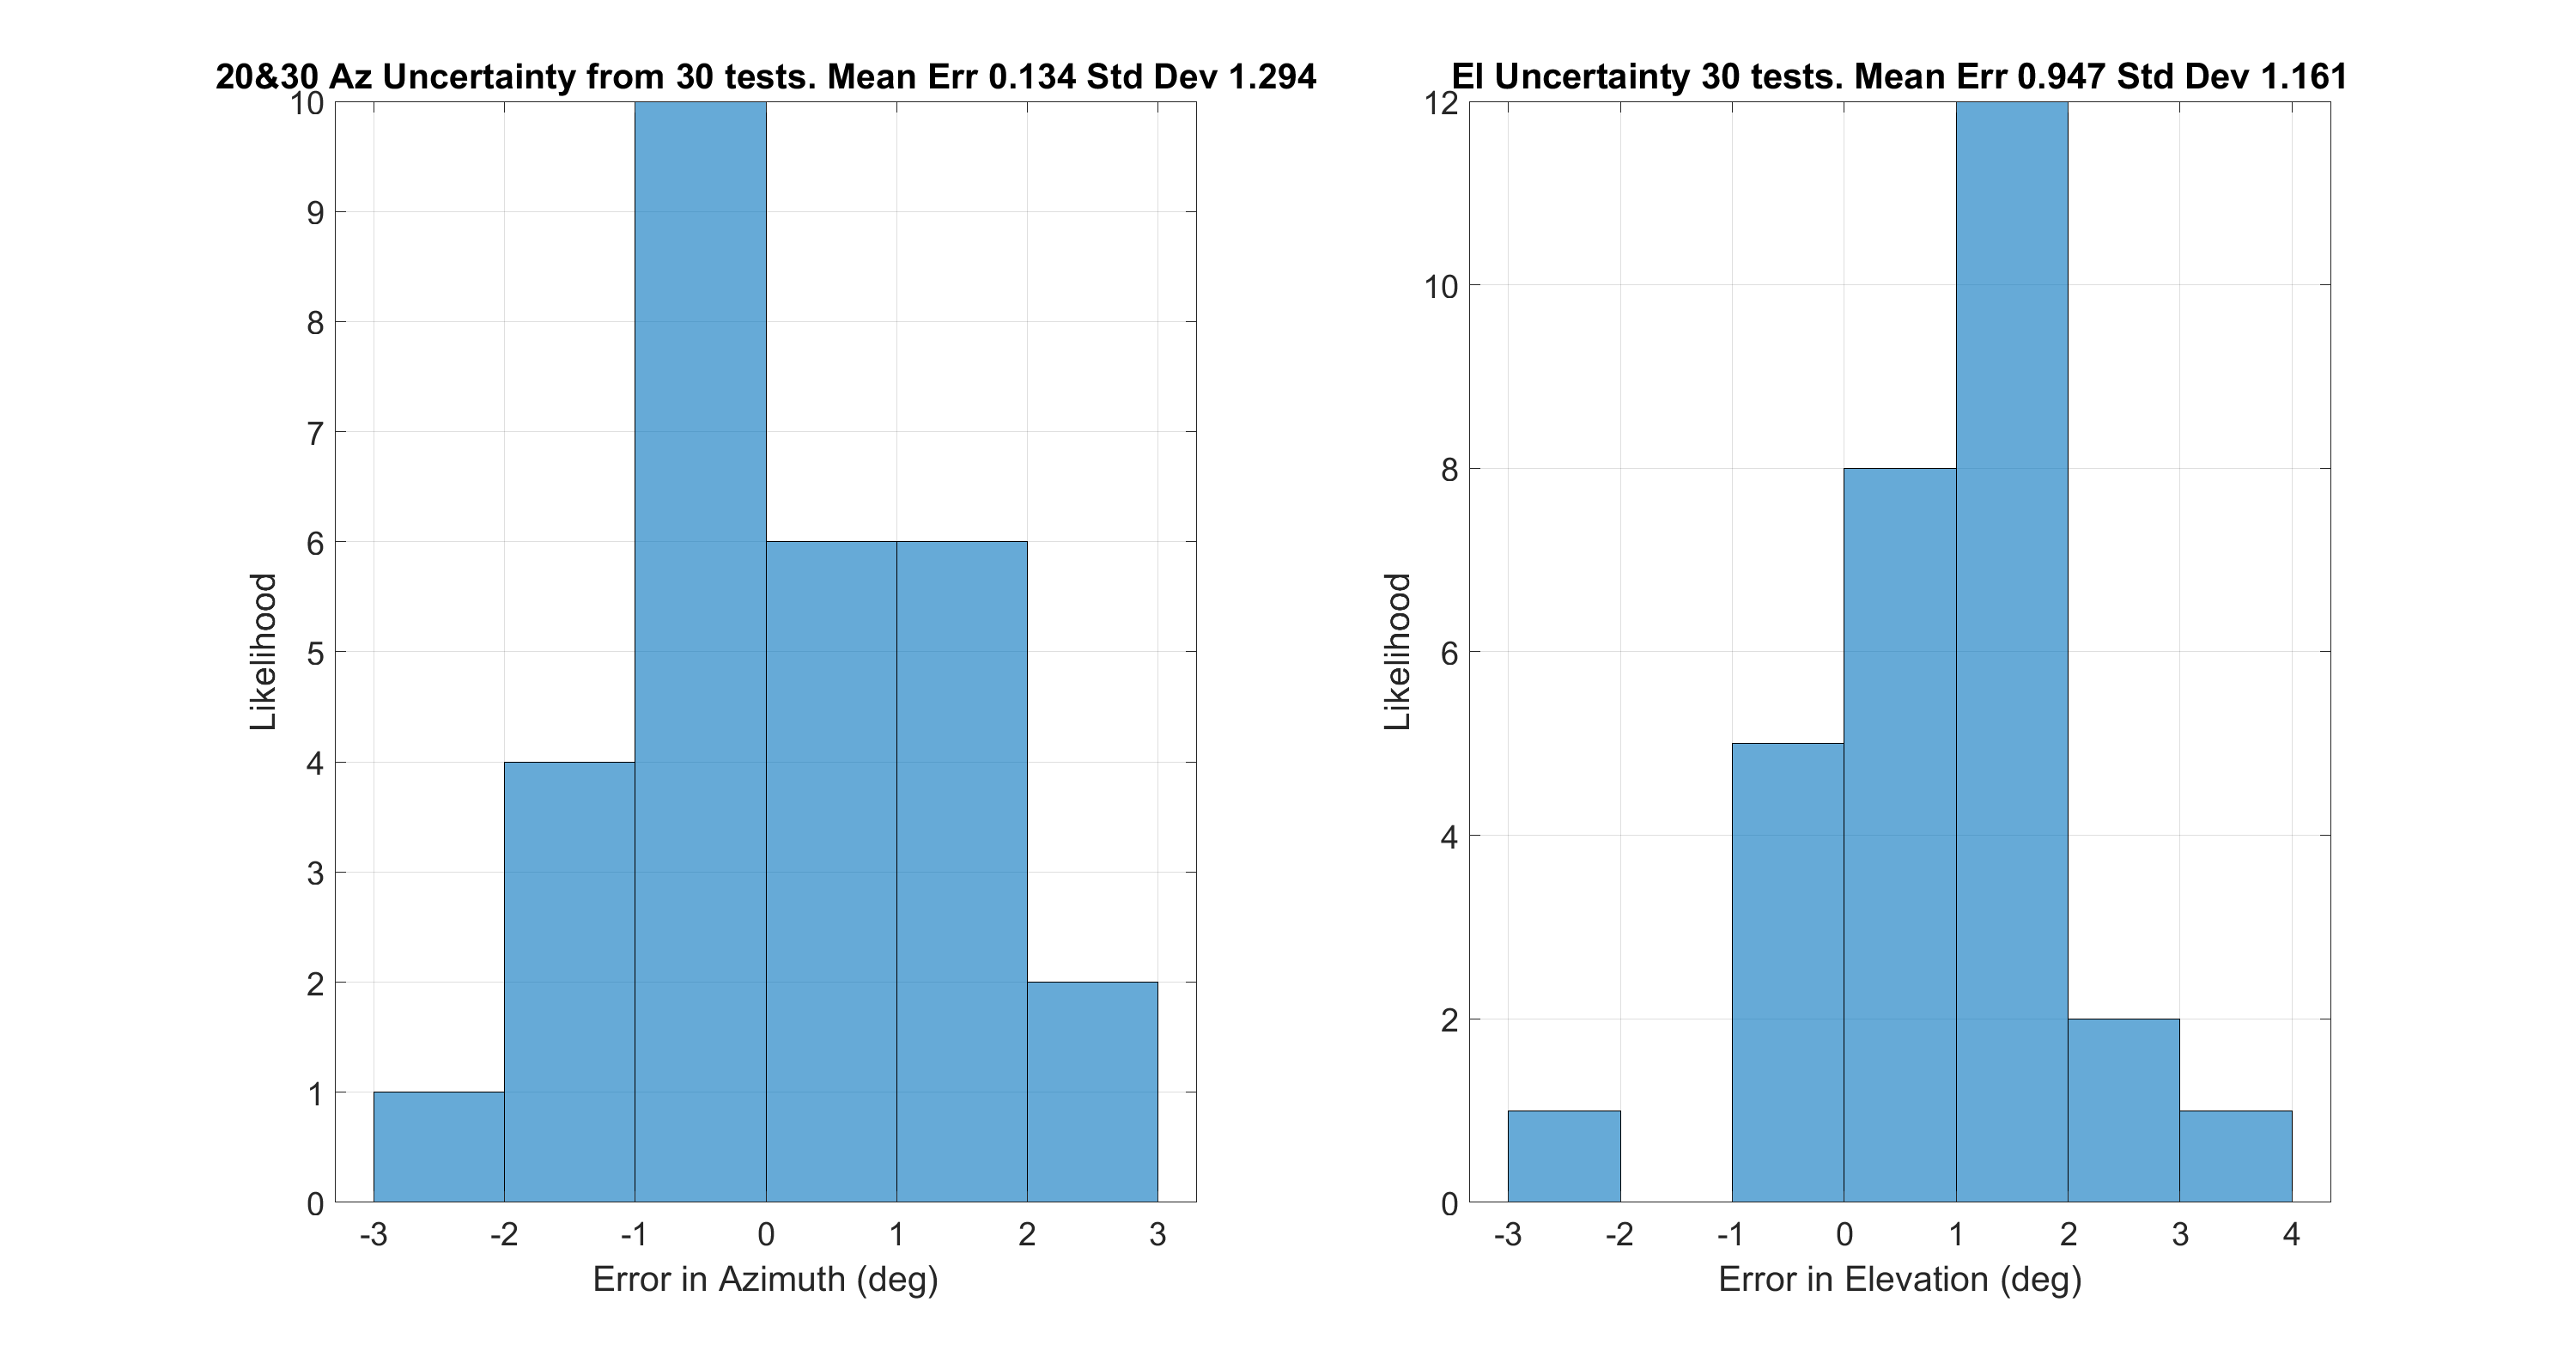 20&30 Az Uncertainty from 30 tests. Mean Err 0.134 Std Dev 1.294
10
9
8
7
6
5
4
3
2
1
0
Likelihood
-3 -2 -1 0 1 2 3
Error in Azimuth (deg)
El Uncertainty 30 tests. Mean Err 0.947 Std Dev 1.161
12
10
8
6
4
2
0
Likelihood
-3 -2 -1 0 1 2 3 4
Error in Elevation (deg)